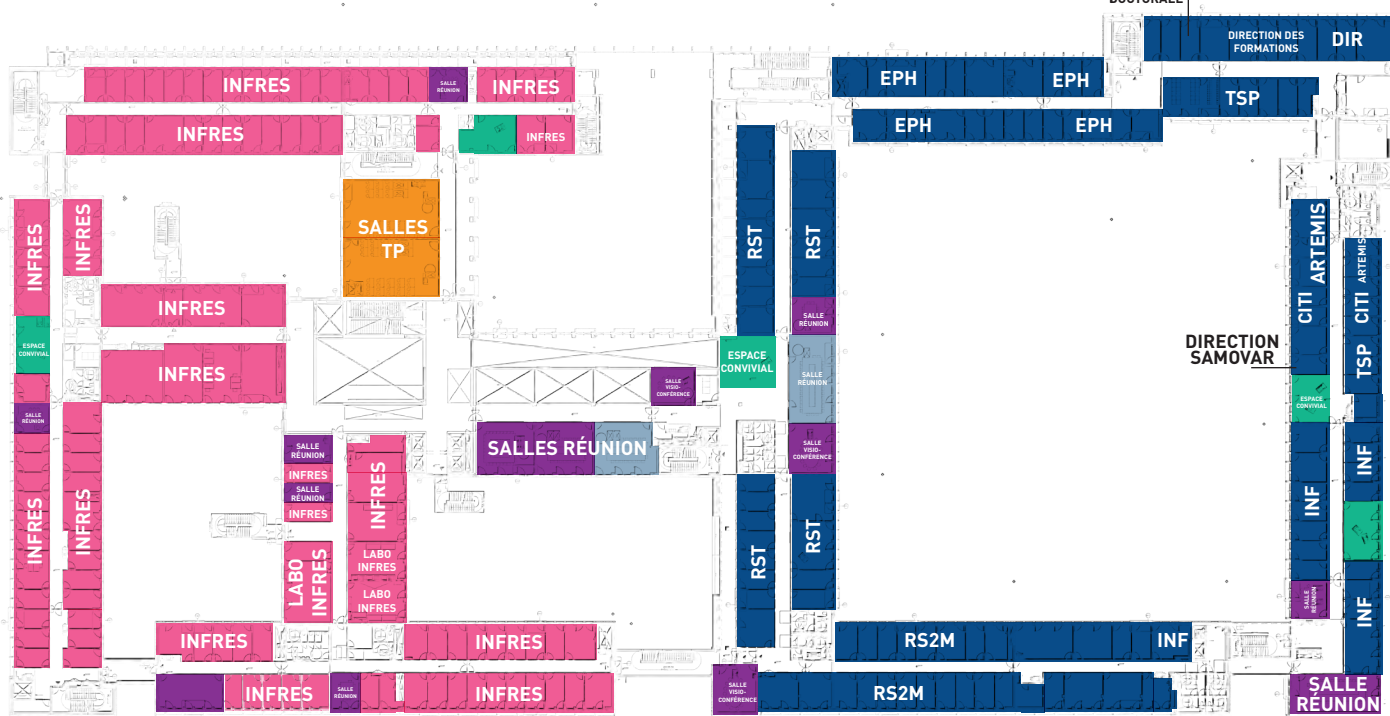 DOCTORALE
DIRECTION DES
FORMATIONS
DIR
INFRES
SALLE
RÉUNION
INFRES
EPH
EPH
TSP
INFRES
INFRES
EPH
EPH
SALLES
TP
INFRES
INFRES
RST
RST
CITI
ARTEMIS
ARTEMIS
CITI
TSP
INFRES
SALLE
RÉUNION
DIRECTION
SAMOVAR
ESPACE
CONVIVIAL
ESPACE
CONVIVIAL
SALLE
RÉUNION
INFRES
SALLE
VISIO-
CONFÉRENCE
ESPACE
CONVIVIAL
SALLE
RÉUNION
SALLES RÉUNION
SALLE
VISIO-
CONFÉRENCE
SALLE
RÉUNION
INFRES
SALLE
RÉUNION
INFRES
INFRES
INFRES
INFRES
INF
INF
LABO
INFRES
LABO
INFRES
LABO
INFRES
RST
RST
SALLE
RÉUNION
INF
INFRES
INFRES
RS2M
INF
INFRES
SALLE
RÉUNION
INFRES
SALLE
VISIO-
CONFÉRENCE
RS2M
SALLE
RÉUNION